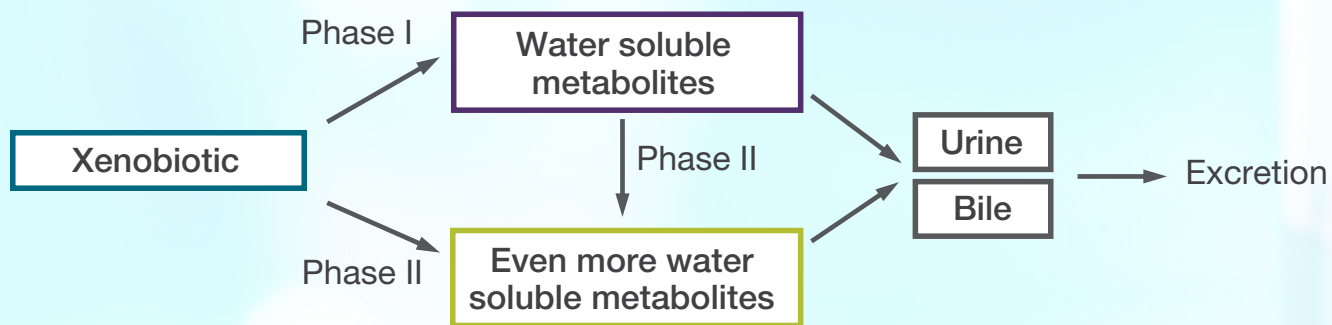 Phase I
Water soluble
metabolites
Xenobiotic
Phase II
Urine
Bile
Excretion
Phase II
Even more water
soluble metabolites